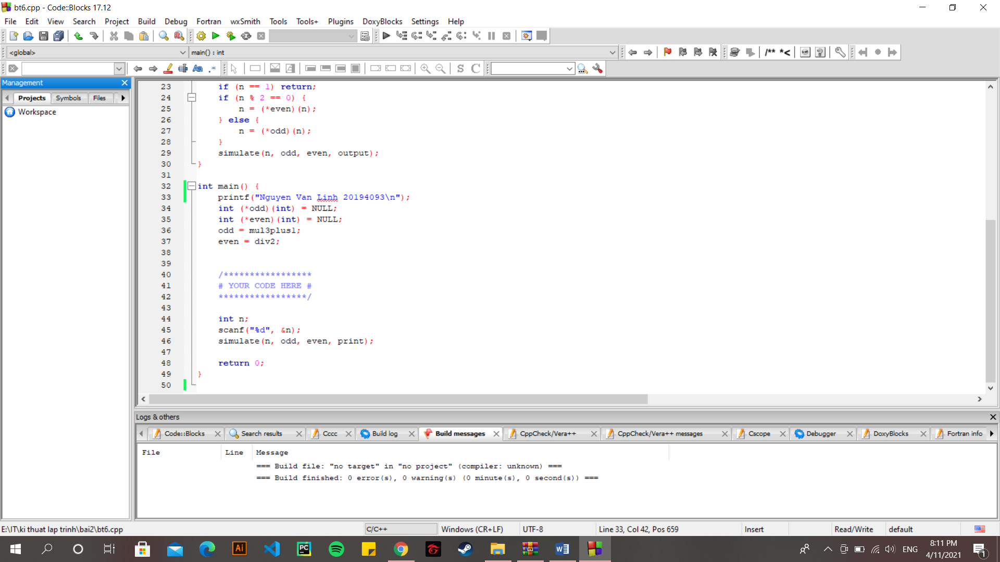 bt6.cpp - Code::Blocks 17.12
File Edit View Search Project Build Debug Fortran wxSmith Tools Tools+ Plugins DoxyBlocks Settings Help
<global> main() : int
/** *<
Aa .*
S C
Management
Projects Symbols Files
Workspace
23 if (n == 1) return;
24 if (n % 2 == 0) {
25 n = (*even)(n);
26 } else {
27 n = (*odd)(n);
28 }
29 simulate(n, odd, even, output);
30 }
31
32 int main() {
33 printf("Nguyen Van Linh 20194093\n");
34 int (*odd)(int) = NULL;
35 int (*even)(int) = NULL;
36 odd = mul3plus1;
37 even = div2;
38
39
40 /*****************
41 # YOUR CODE HERE #
42 *****************/
43
44 int n;
45 scanf("%d", &n);
46 simulate(n, odd, even, print);
47
48 return 0;
49 }
50
Logs & others
Code::Blocks Search results Cccc Build log Build messages CppCheck/Vera++ CppCheck/Vera++ messages Cscope Debugger DoxyBlocks Fortran info
File Line Message
=== Build file: "no target" in "no project" (compiler: unknown) ===
=== Build finished: 0 error(s), 0 warning(s) (0 minute(s), 0 second(s)) ===
E:\IT\ki thuat lap trinh\bai2\bt6.cpp C/C++ Windows (CR+LF) UTF-8 Line 33, Col 42, Pos 659 Insert Read/Write default
Ai PC ENG 8:11 PM
4/11/2021 1